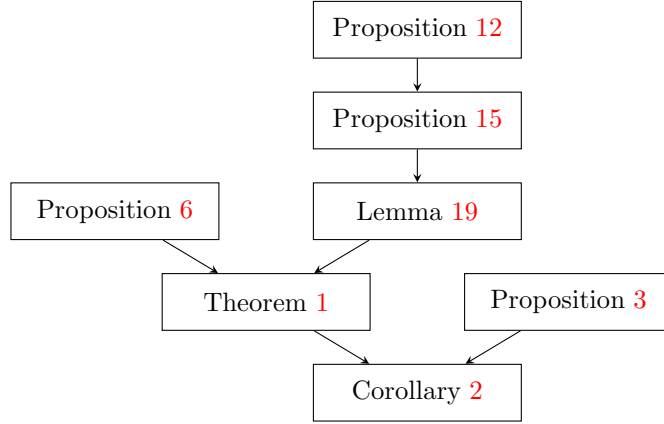 Proposition 12
Proposition 15
Proposition 6
Lemma 19
Theorem 1
Proposition 3
Corollary 2